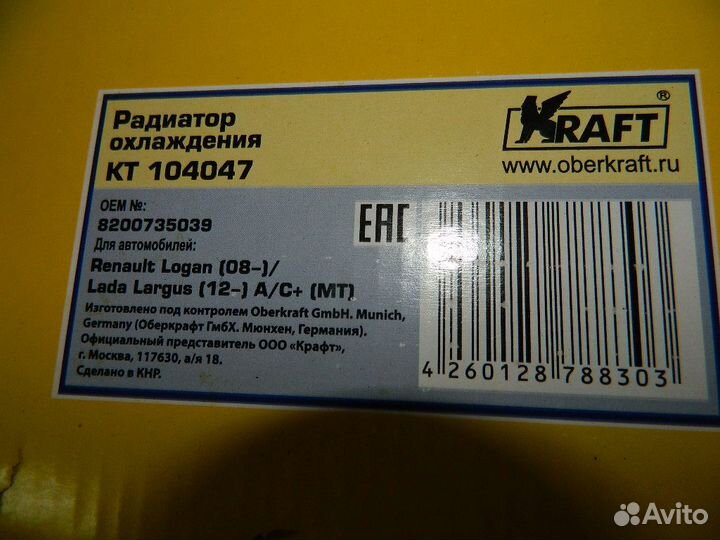 Радиатор
охлаждения
КТ 104047
KRAFT®
www.oberkraft.ru
OEM №:
8200735039
Для автомобилей:
Renault Logan (08-)/
Lada Largus (12-) A/C+ (MT)
EAC
Изготовлено под контролем Oberkraft GmbH. Munich,
Germany (Оберкрафт ГмбХ. Мюнхен, Германия).
Официальный представитель ООО «Крафт»,
г. Москва, 117630, а/я 18.
Сделано в КНР.
4 260128 788303
Avito